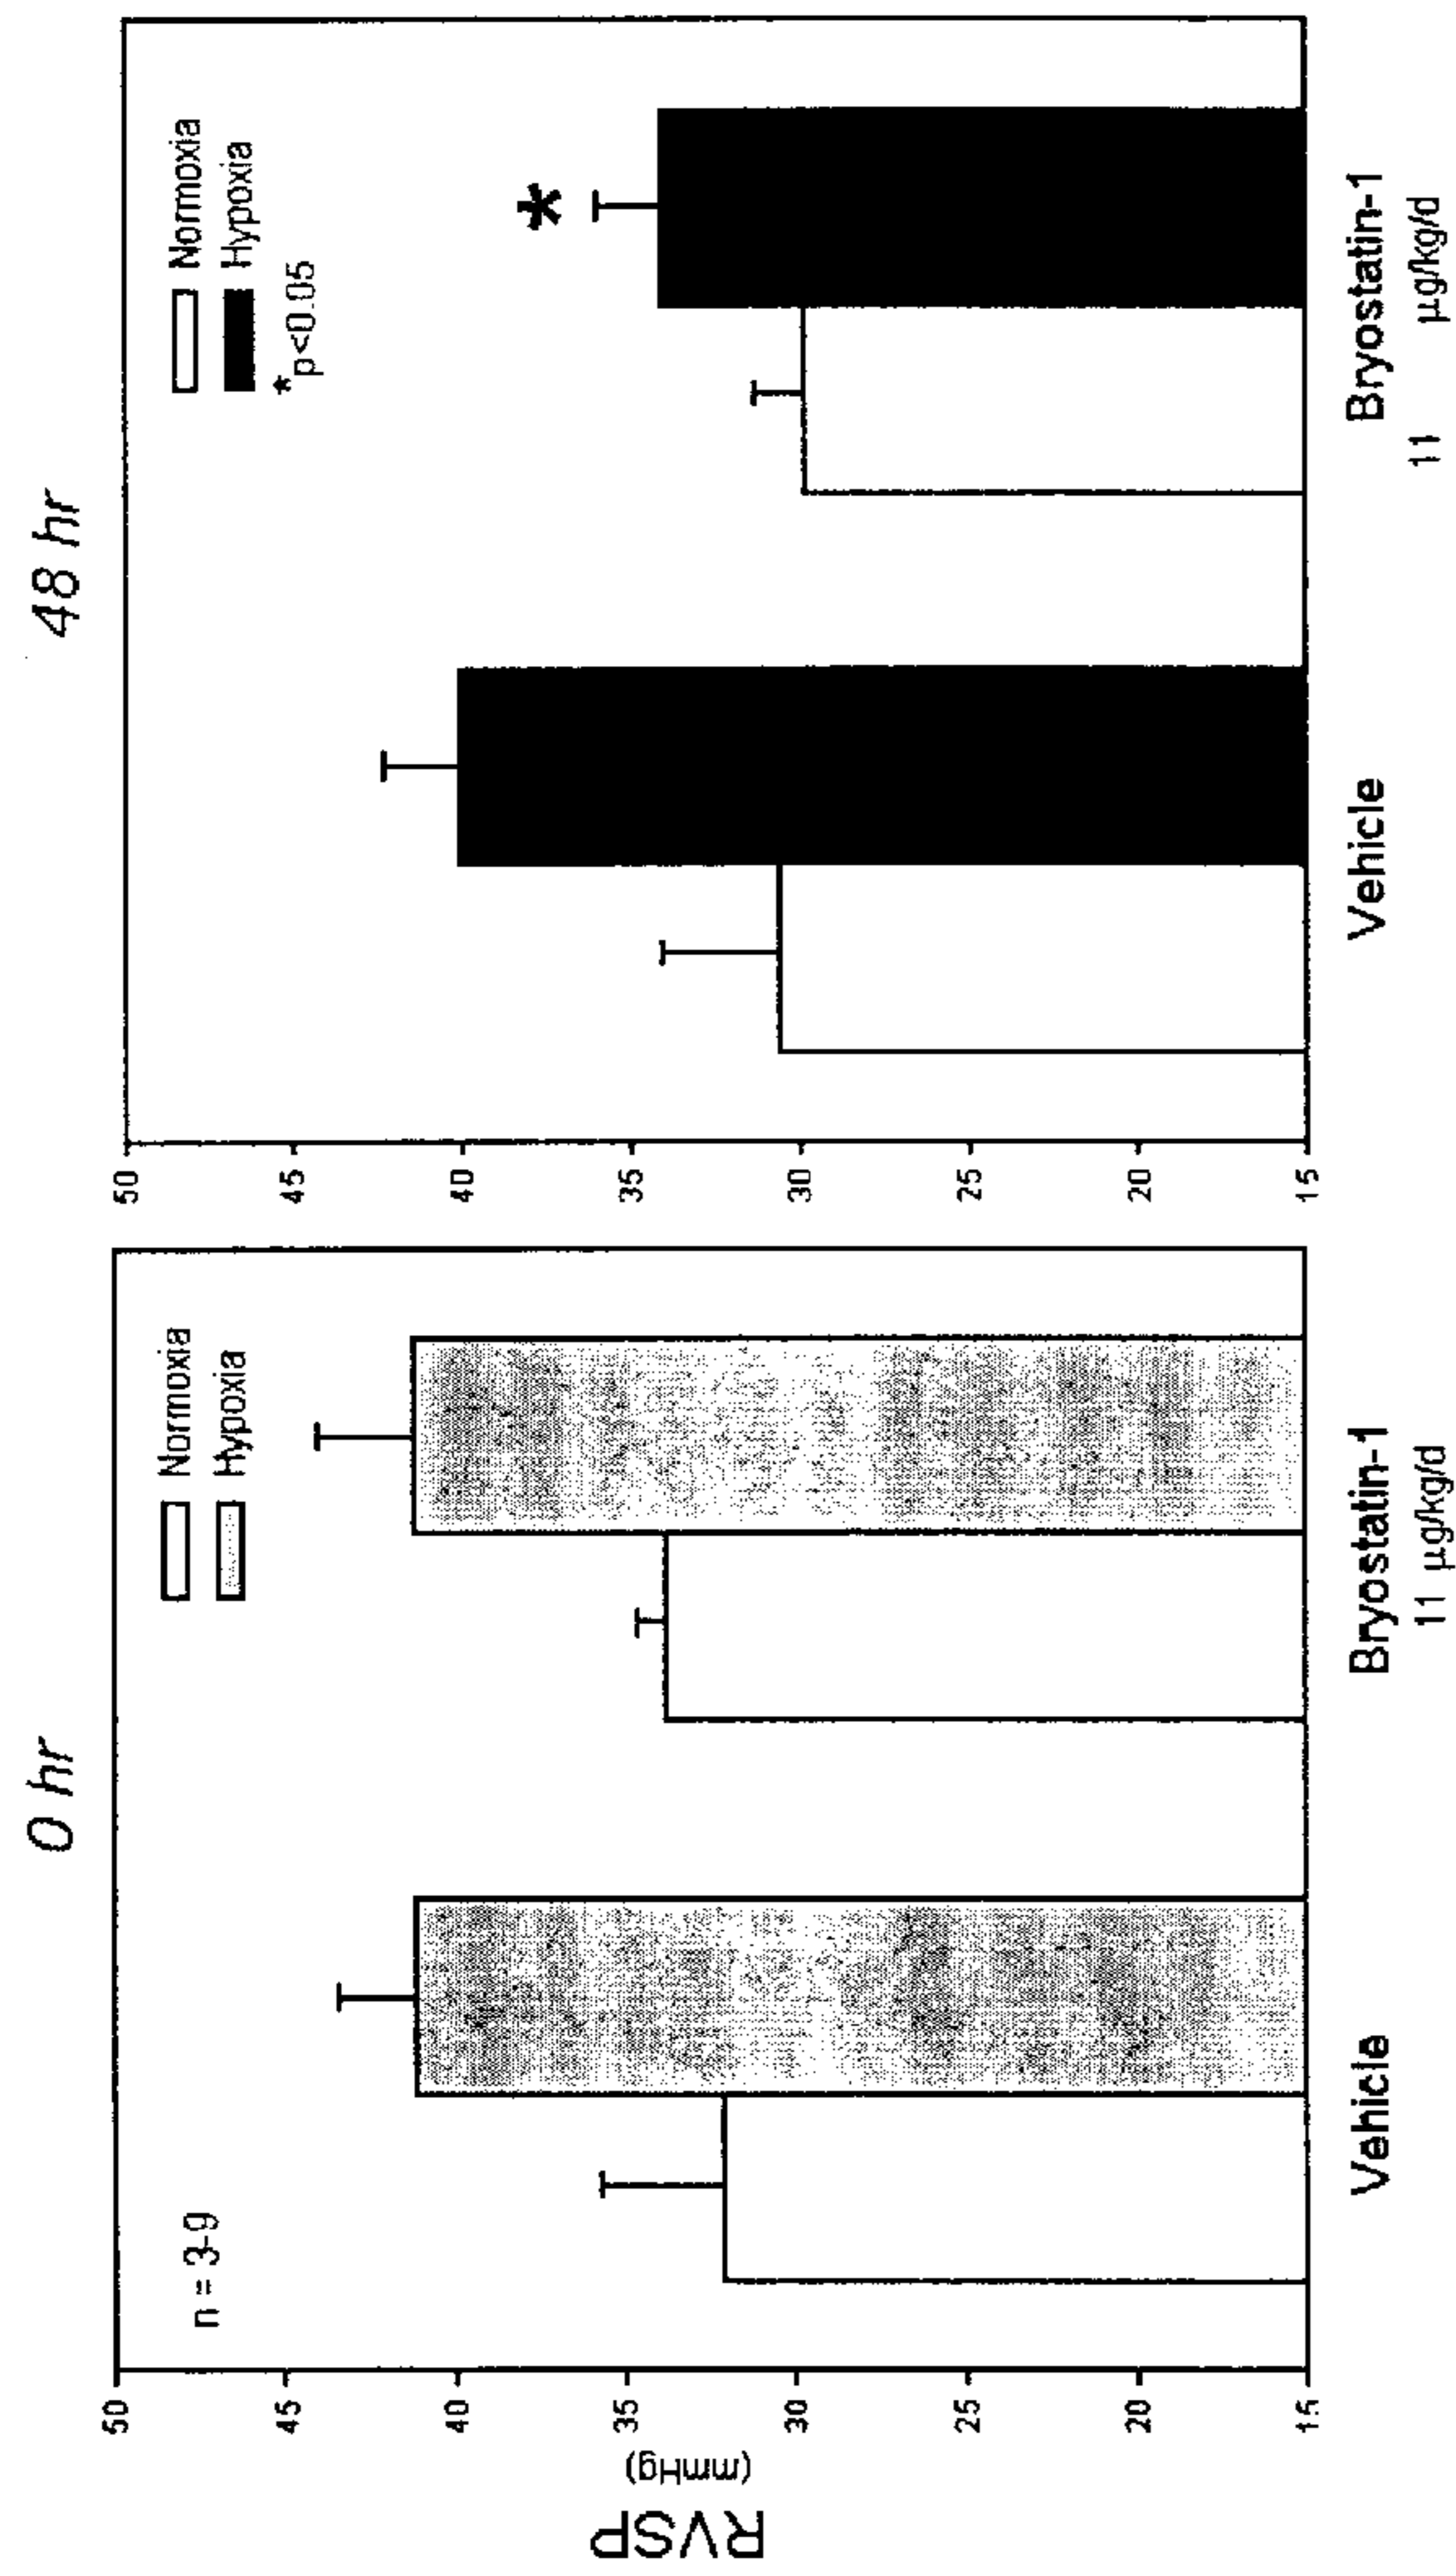 0 hr
n = 3-9
Normoxia
Hypoxia
RVSP
(mmHg)
50
45
40
35
30
25
20
15
Vehicle
Bryostatin-1
11 μg/kg/d
48 hr
Normoxia
Hypoxia
*p<0.05
*
50
45
40
35
30
25
20
15
Vehicle
Bryostatin-1
11 μg/kg/d